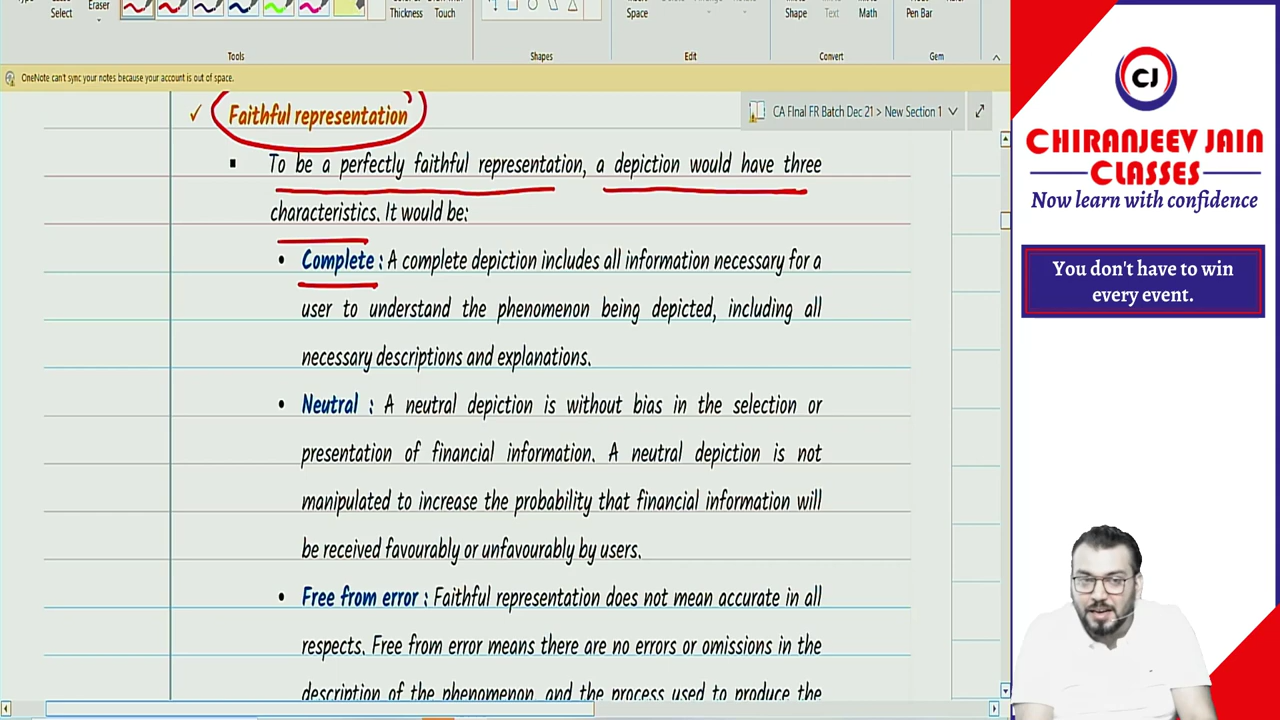 Select
Eraser
Thickness
Touch
Space
Shape
Text
Math
Pen Bar
Tools
Shapes
Edit
Convert
Gem
OneNote can't sync your notes because your account is out of space.
CA FInal FR Batch Dec 21 > New Section 1
✓ Faithful representation
▪ To be a perfectly faithful representation, a depiction would have three
characteristics. It would be:
• Complete : A complete depiction includes all information necessary for a
user to understand the phenomenon being depicted, including all
necessary descriptions and explanations.
• Neutral : A neutral depiction is without bias in the selection or
presentation of financial information. A neutral depiction is not
manipulated to increase the probability that financial information will
be received favourably or unfavourably by users.
• Free from error : Faithful representation does not mean accurate in all
respects. Free from error means there are no errors or omissions in the
description of the phenomenon, and the process used to produce the
CJ
CHIRANJEEV JAIN
CLASSES
Now learn with confidence
You don't have to win
every event.